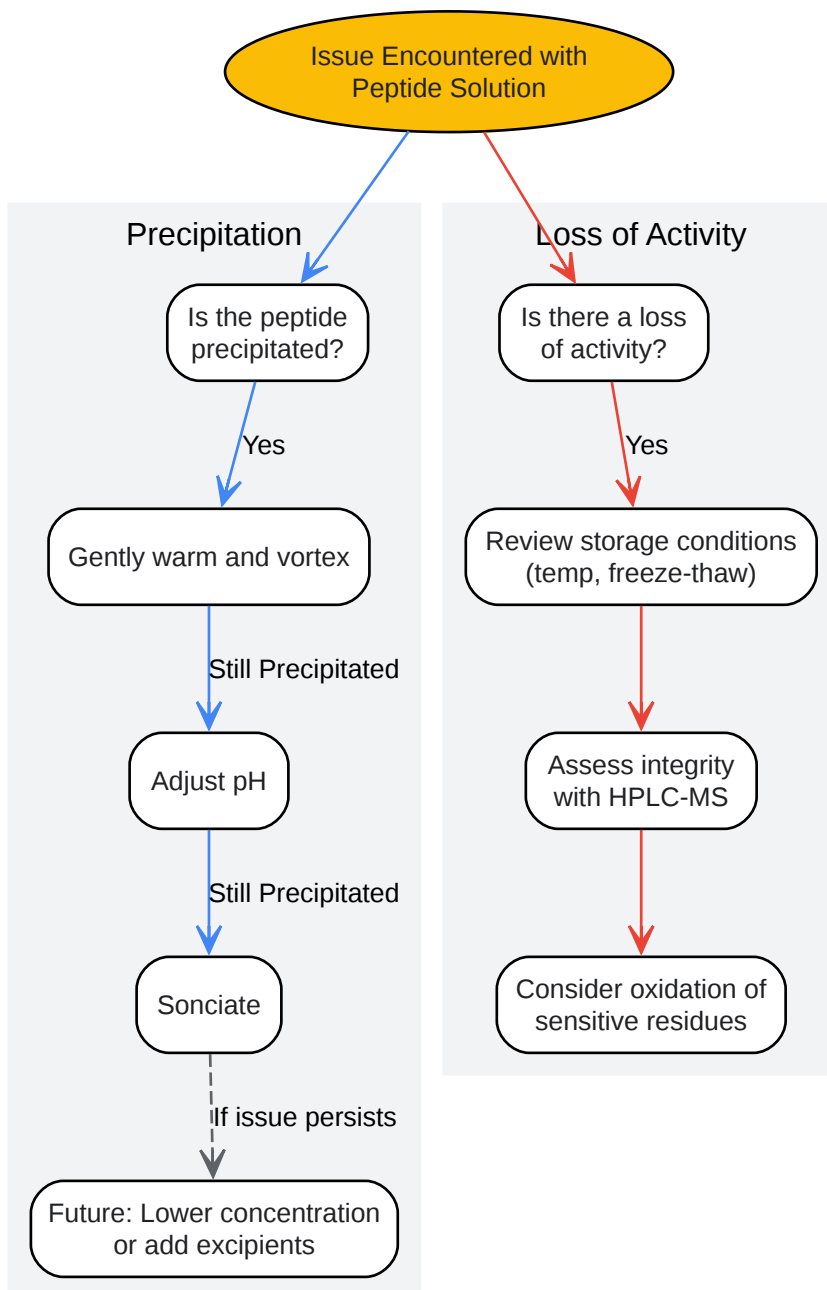 Issue Encountered with
Peptide Solution
Precipitation
Is the peptide
precipitated?
Yes
Gently warm and vortex
Still Precipitated
Adjust pH
Still Precipitated
Sonciate
If issue persists
Future: Lower concentration
or add excipients
Loss of Activity
Is there a loss
of activity?
Yes
Review storage conditions
(temp, freeze-thaw)
Assess integrity
with HPLC-MS
Consider oxidation of
sensitive residues